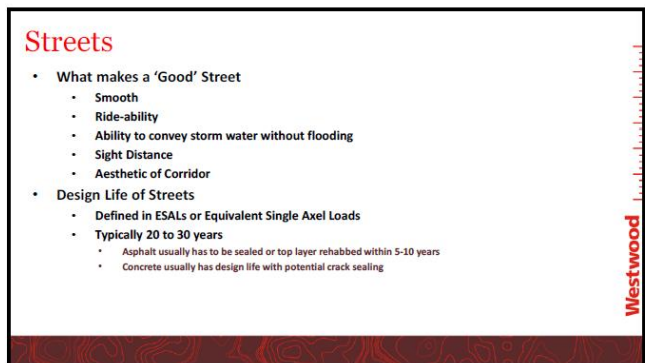 Streets
• What makes a ‘Good’ Street
• Smooth
• Ride-ability
• Ability to convey storm water without flooding
• Sight Distance
• Aesthetic of Corridor
• Design Life of Streets
• Defined in ESALs or Equivalent Single Axel Loads
• Typically 20 to 30 years
• Asphalt usually has to be sealed or top layer rehabbed within 5-10 years
• Concrete usually has design life with potential crack sealing
Westwood